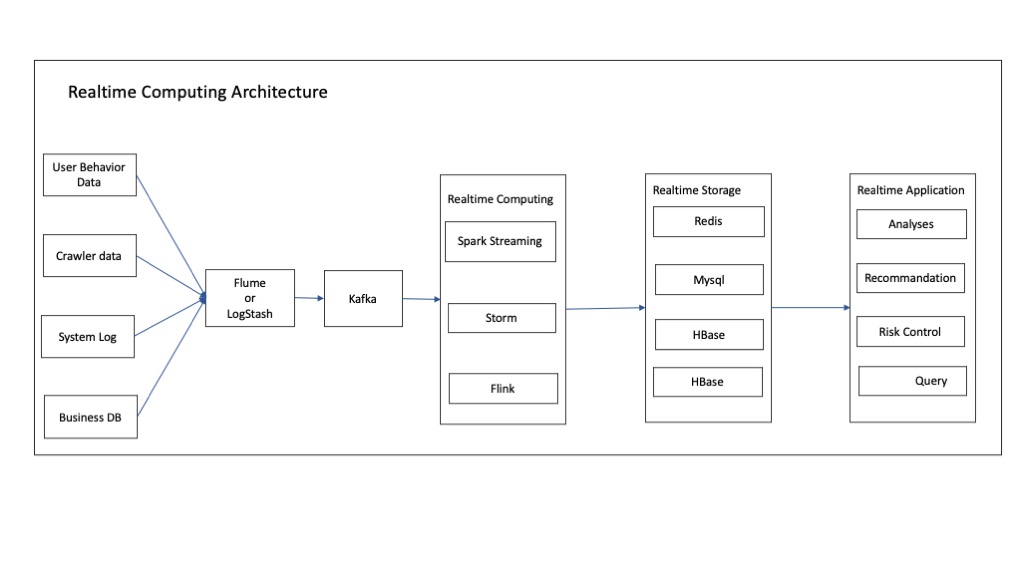 Realtime Computing Architecture
User Behavior
Data
Crawler data
System Log
Business DB
Flume
or
LogStash
Kafka
Realtime Computing
Spark Streaming
Storm
Flink
Realtime Storage
Redis
Mysql
HBase
HBase
Realtime Application
Analyses
Recommandation
Risk Control
Query